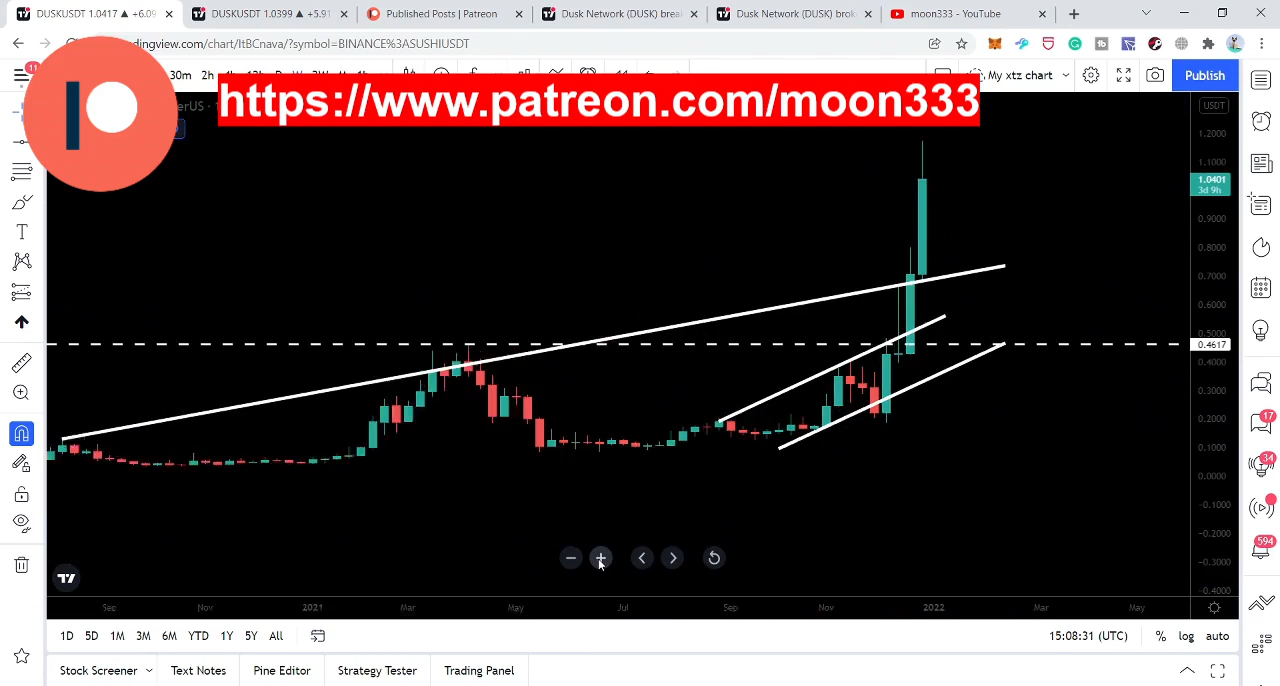 DUSKUSDT 1.0417 ▲ +6.09
DUSKUSDT 1.0399 ▲ +5.91
Published Posts | Patreon
Dusk Network (DUSK) brea
Dusk Network (DUSK) bro
moon333 - YouTube
dingview.com/chart/ItBCnava/?symbol=BINANCE%3ASUSHIUSDT
11
30m 2h
My xtz chart
Publish
https://www.patreon.com/moon333
erUS
USDT
1.2000
1.1000
1.0401
3d 9h
0.9000
0.8000
0.7000
0.6000
0.5000
0.4617
0.4000
0.3000
0.2000
0.1000
0.0000
-0.1000
-0.2000
-0.3000
-0.4000
17
34
594
Sep Nov 2021 Mar May Jul Sep Nov 2022 Mar May
1D 5D 1M 3M 6M YTD 1Y 5Y All
15:08:31 (UTC) % log auto
Stock Screener Text Notes Pine Editor Strategy Tester Trading Panel